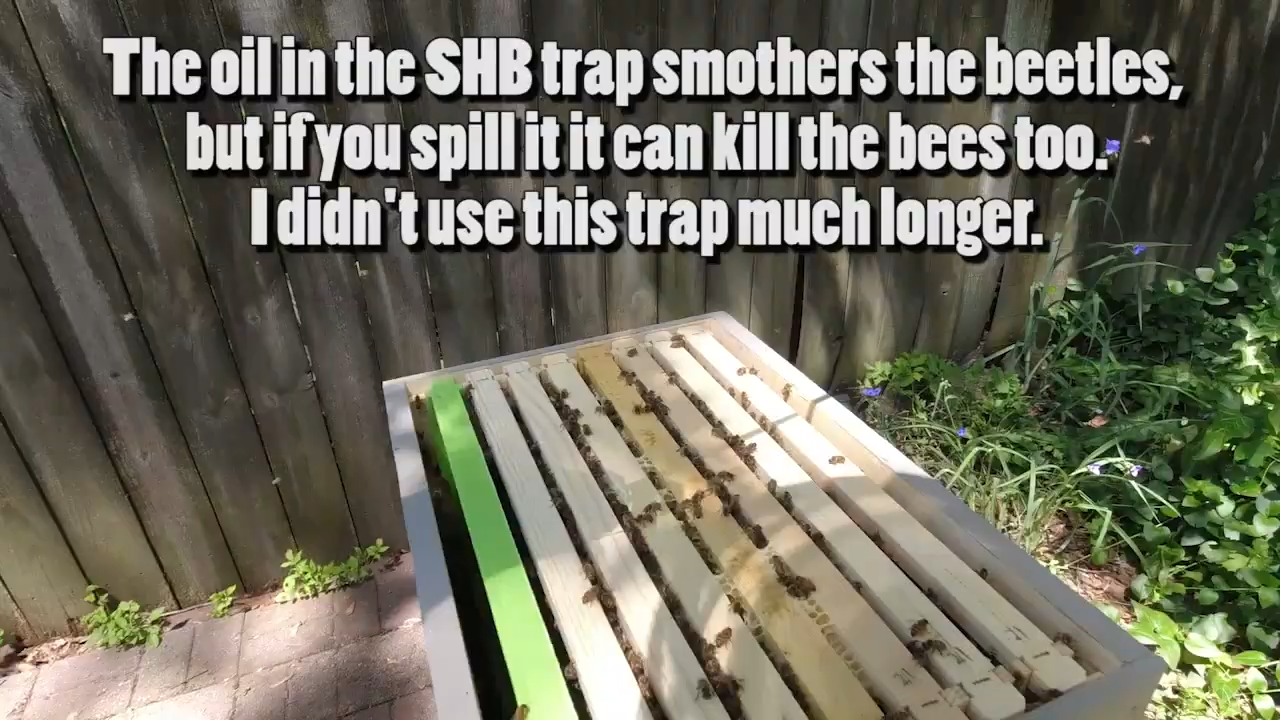 The oil in the SHB trap smothers the beetles,
but if you spill it it can kill the bees too.
I didn't use this trap much longer.